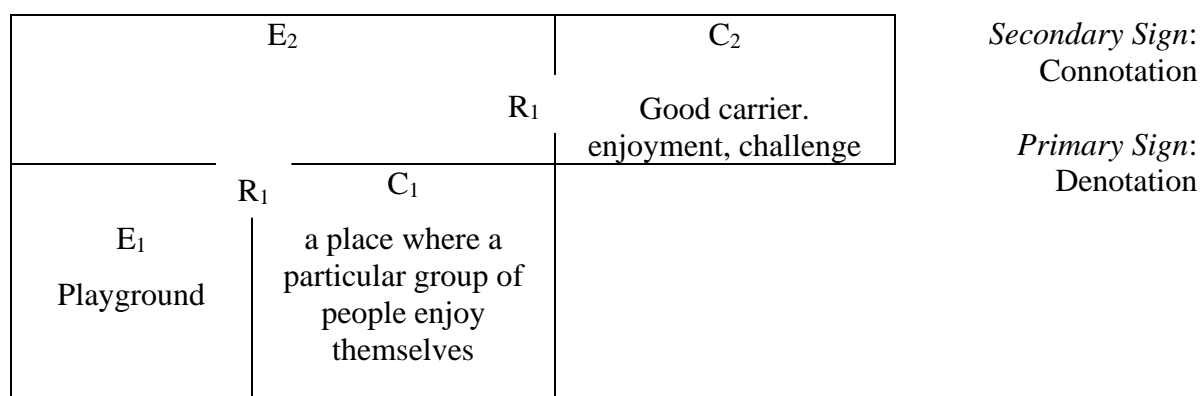 E₂
C₂
Secondary Sign:
Connotation
R₁
Good carrier.
enjoyment, challenge
Primary Sign:
Denotation
R₁
C₁
E₁
Playground
a place where a
particular group of
people enjoy
themselves